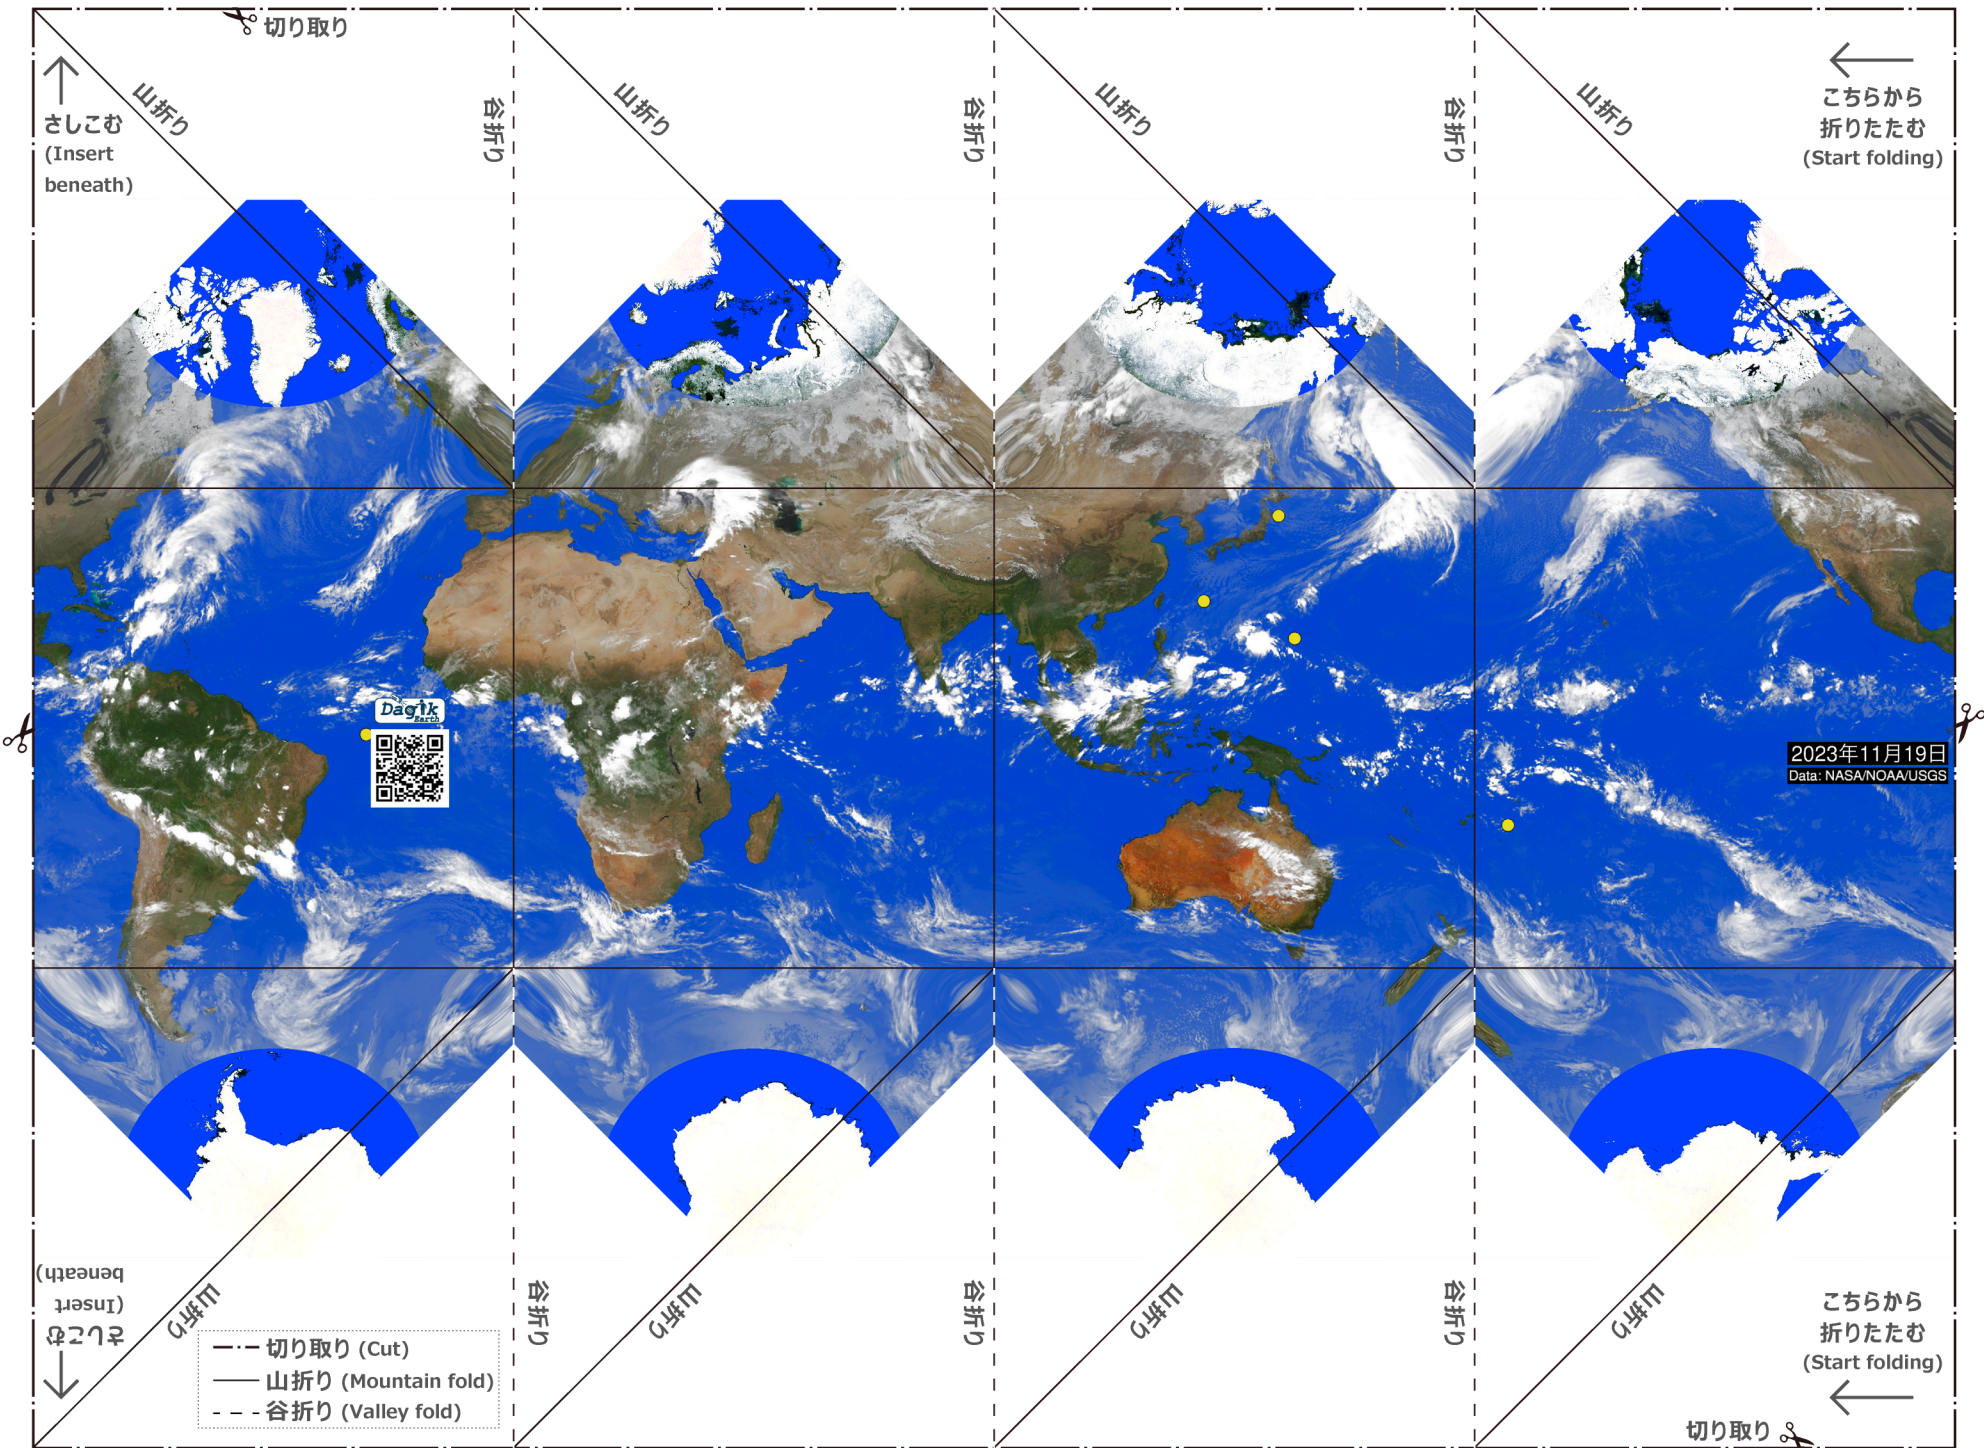 切り取り
山折り
谷折り
山折り
谷折り
山折り
谷折り
山折り
さしこむ
(Insert
beneath)
こちらから
折りたたむ
(Start folding)
Dagik
Earth
2023年11月19日
Data: NASA/NOAA/USGS
さしこむ
(Insert
beneath)
山折り
谷折り
山折り
谷折り
山折り
谷折り
山折り
こちらから
折りたたむ
(Start folding)
切り取り (Cut)
山折り (Mountain fold)
谷折り (Valley fold)
切り取り